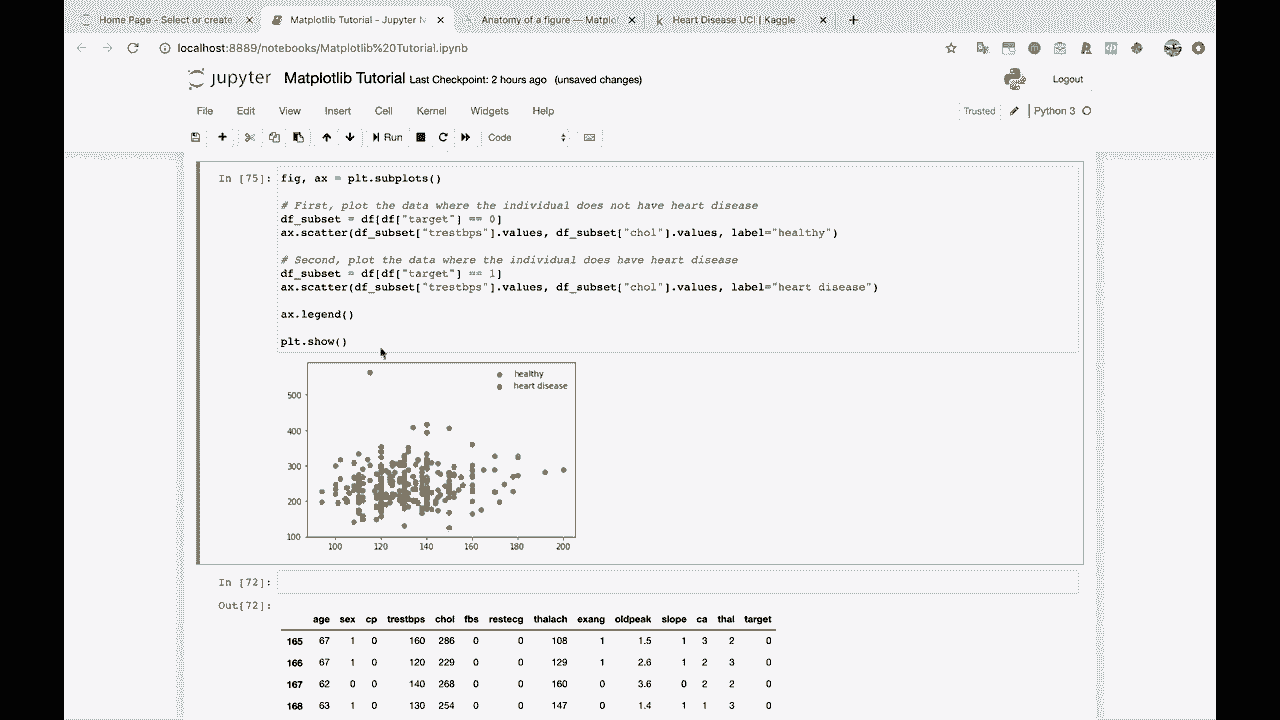 Home Page - Select or create
Matplotlib Tutorial - Jupyter N
Anatomy of a figure — Matplo
Heart Disease UCI | Kaggle
localhost:8889/notebooks/Matplotlib%20Tutorial.ipynb
jupyter Matplotlib Tutorial Last Checkpoint: 2 hours ago (unsaved changes)
Logout
File Edit View Insert Cell Kernel Widgets Help
Trusted
Python 3
Run
Code
In [75]:
fig, ax = plt.subplots()
# First, plot the data where the individual does not have heart disease
df_subset = df[df["target"] == 0]
ax.scatter(df_subset["trestbps"].values, df_subset["chol"].values, label="healthy")
# Second, plot the data where the individual does have heart disease
df_subset = df[df["target"] == 1]
ax.scatter(df_subset["trestbps"].values, df_subset["chol"].values, label="heart disease")
ax.legend()
plt.show()
healthy
heart disease
500
400
300
200
100
100 120 140 160 180 200
In [72]:
Out[72]:
age sex cp trestbps chol fbs restecg thalach exang oldpeak slope ca thal target
165 67 1 0 160 286 0 0 108 1 1.5 1 3 2 0
166 67 1 0 120 229 0 0 129 1 2.6 1 2 3 0
167 62 0 0 140 268 0 0 160 0 3.6 0 2 2 0
168 63 1 0 130 254 0 0 147 0 1.4 1 1 3 0